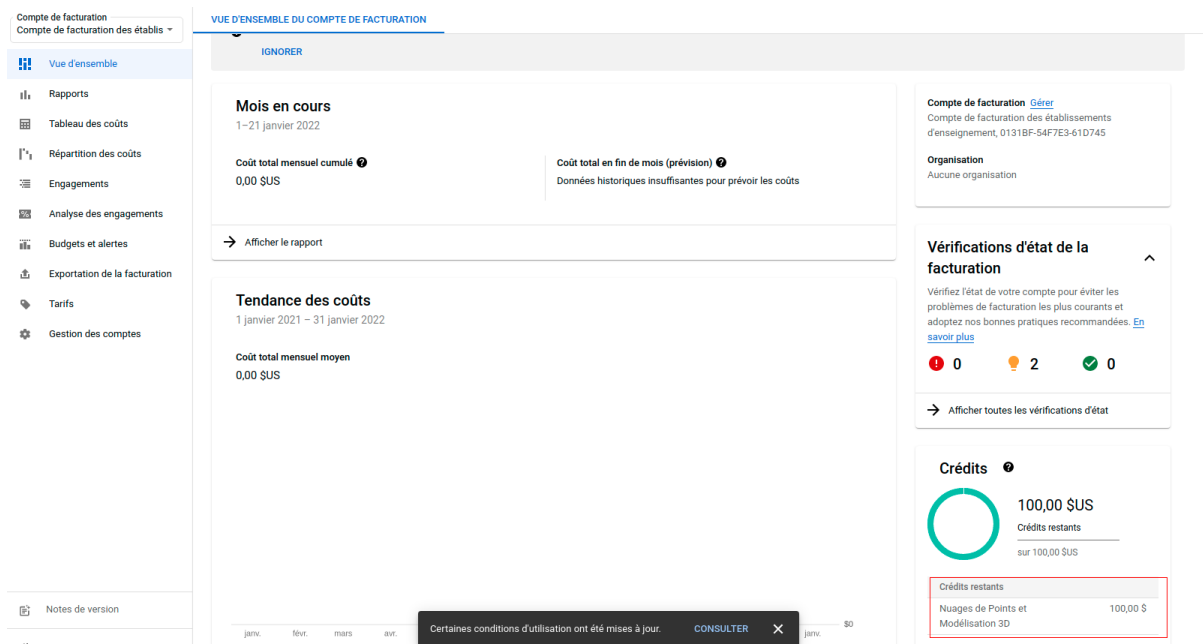 Compte de facturation
Compte de facturation des établis
Vue d'ensemble
Rapports
Tableau des coûts
Répartition des coûts
Engagements
Analyse des engagements
Budgets et alertes
Exportation de la facturation
Tarifs
Gestion des comptes
Notes de version
VUE D'ENSEMBLE DU COMPTE DE FACTURATION
IGNORER
Mois en cours
1–21 janvier 2022
Coût total mensuel cumulé
0,00 $US
Coût total en fin de mois (prévision)
Données historiques insuffisantes pour prévoir les coûts
Afficher le rapport
Tendance des coûts
1 janvier 2021 – 31 janvier 2022
Coût total mensuel moyen
0,00 $US
$0
janv. févr. mars avr. janv.
Certaines conditions d'utilisation ont été mises à jour. CONSULTER
Compte de facturation Gérer
Compte de facturation des établissements
d'enseignement, 0131BF-54F7E3-61D745
Organisation
Aucune organisation
Vérifications d'état de la
facturation
Vérifiez l'état de votre compte pour éviter les
problèmes de facturation les plus courants et
adoptez nos bonnes pratiques recommandées. En
savoir plus
0 2 0
Afficher toutes les vérifications d'état
Crédits
100,00 $US
Crédits restants
sur 100,00 $US
Crédits restants
Nuages de Points et 100,00 $
Modélisation 3D